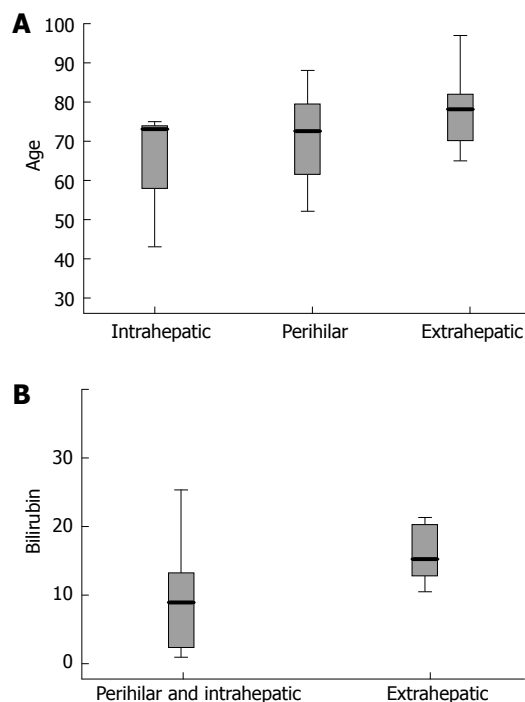 A
100
90
80
70
60
50
40
30
Age
Intrahepatic Perihilar Extrahepatic
B
30
20
10
0
Bilirubin
Perihilar and intrahepatic Extrahepatic